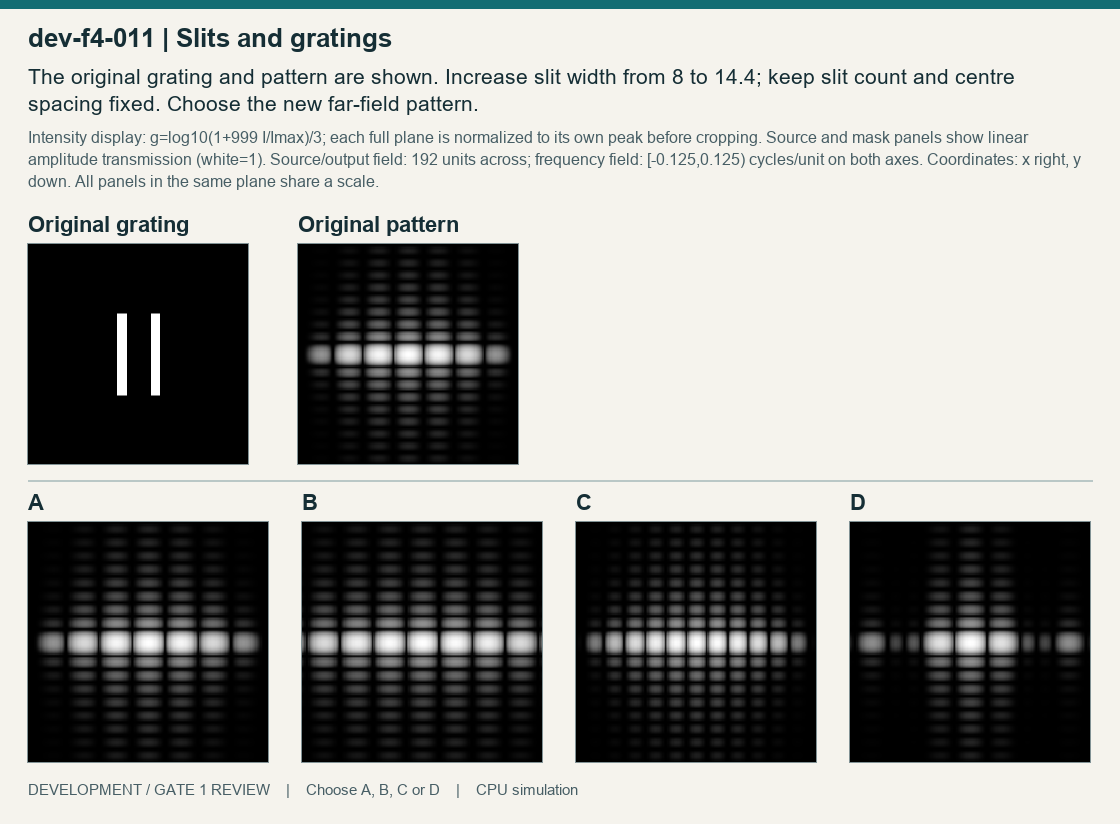 dev-f4-011 | Slits and gratings
The original grating and pattern are shown. Increase slit width from 8 to 14.4; keep slit count and centre
spacing fixed. Choose the new far-field pattern.
Intensity display: g=log10(1+999 I/Imax)/3; each full plane is normalized to its own peak before cropping. Source and mask panels show linear
amplitude transmission (white=1). Source/output field: 192 units across; frequency field: [-0.125,0.125) cycles/unit on both axes. Coordinates: x right, y
down. All panels in the same plane share a scale.
Original grating
Original pattern
A
B
C
D
DEVELOPMENT / GATE 1 REVIEW | Choose A, B, C or D | CPU simulation